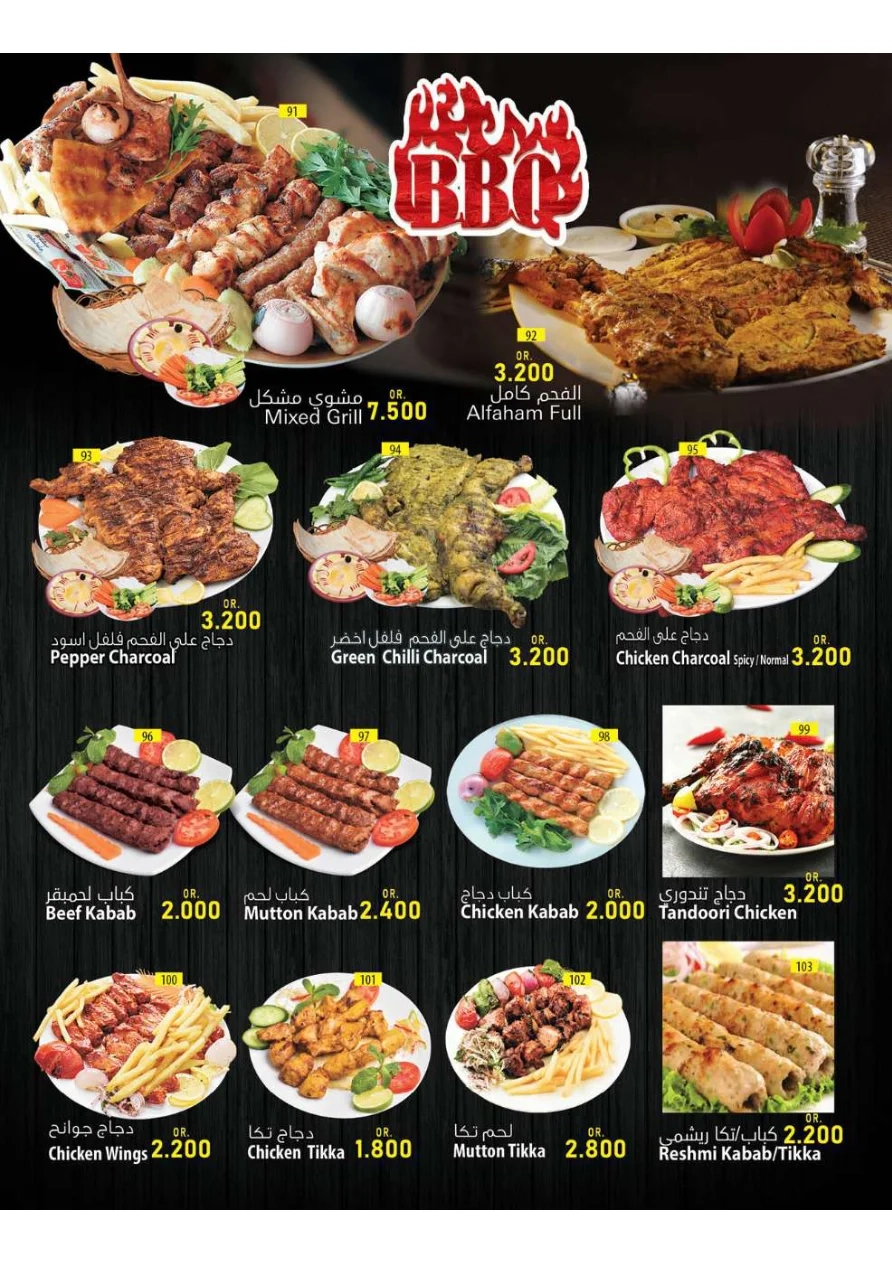 BBQ
91
92
OR.
3.200
الفحم كامل
Alfaham Full
مشوي مشكل
Mixed Grill
OR.
7.500
93
94
95
OR.
3.200
دجاج على الفحم فلفل اسود
Pepper Charcoal
دجاج على الفحم فلفل اخضر
Green Chilli Charcoal
OR.
3.200
دجاج على الفحم
Chicken Charcoal Spicy / Normal
OR.
3.200
96
97
98
99
كباب لحمبقر
Beef Kabab
OR.
2.000
كباب لحم
Mutton Kabab
OR.
2.400
كباب دجاج
Chicken Kabab
OR.
2.000
دجاج تندوري
Tandoori Chicken
OR.
3.200
100
101
102
103
دجاج جوانح
Chicken Wings
OR.
2.200
دجاج تكا
Chicken Tikka
OR.
1.800
لحم تكا
Mutton Tikka
OR.
2.800
كباب/تكا ريشمي
Reshmi Kabab/Tikka
OR.
2.200